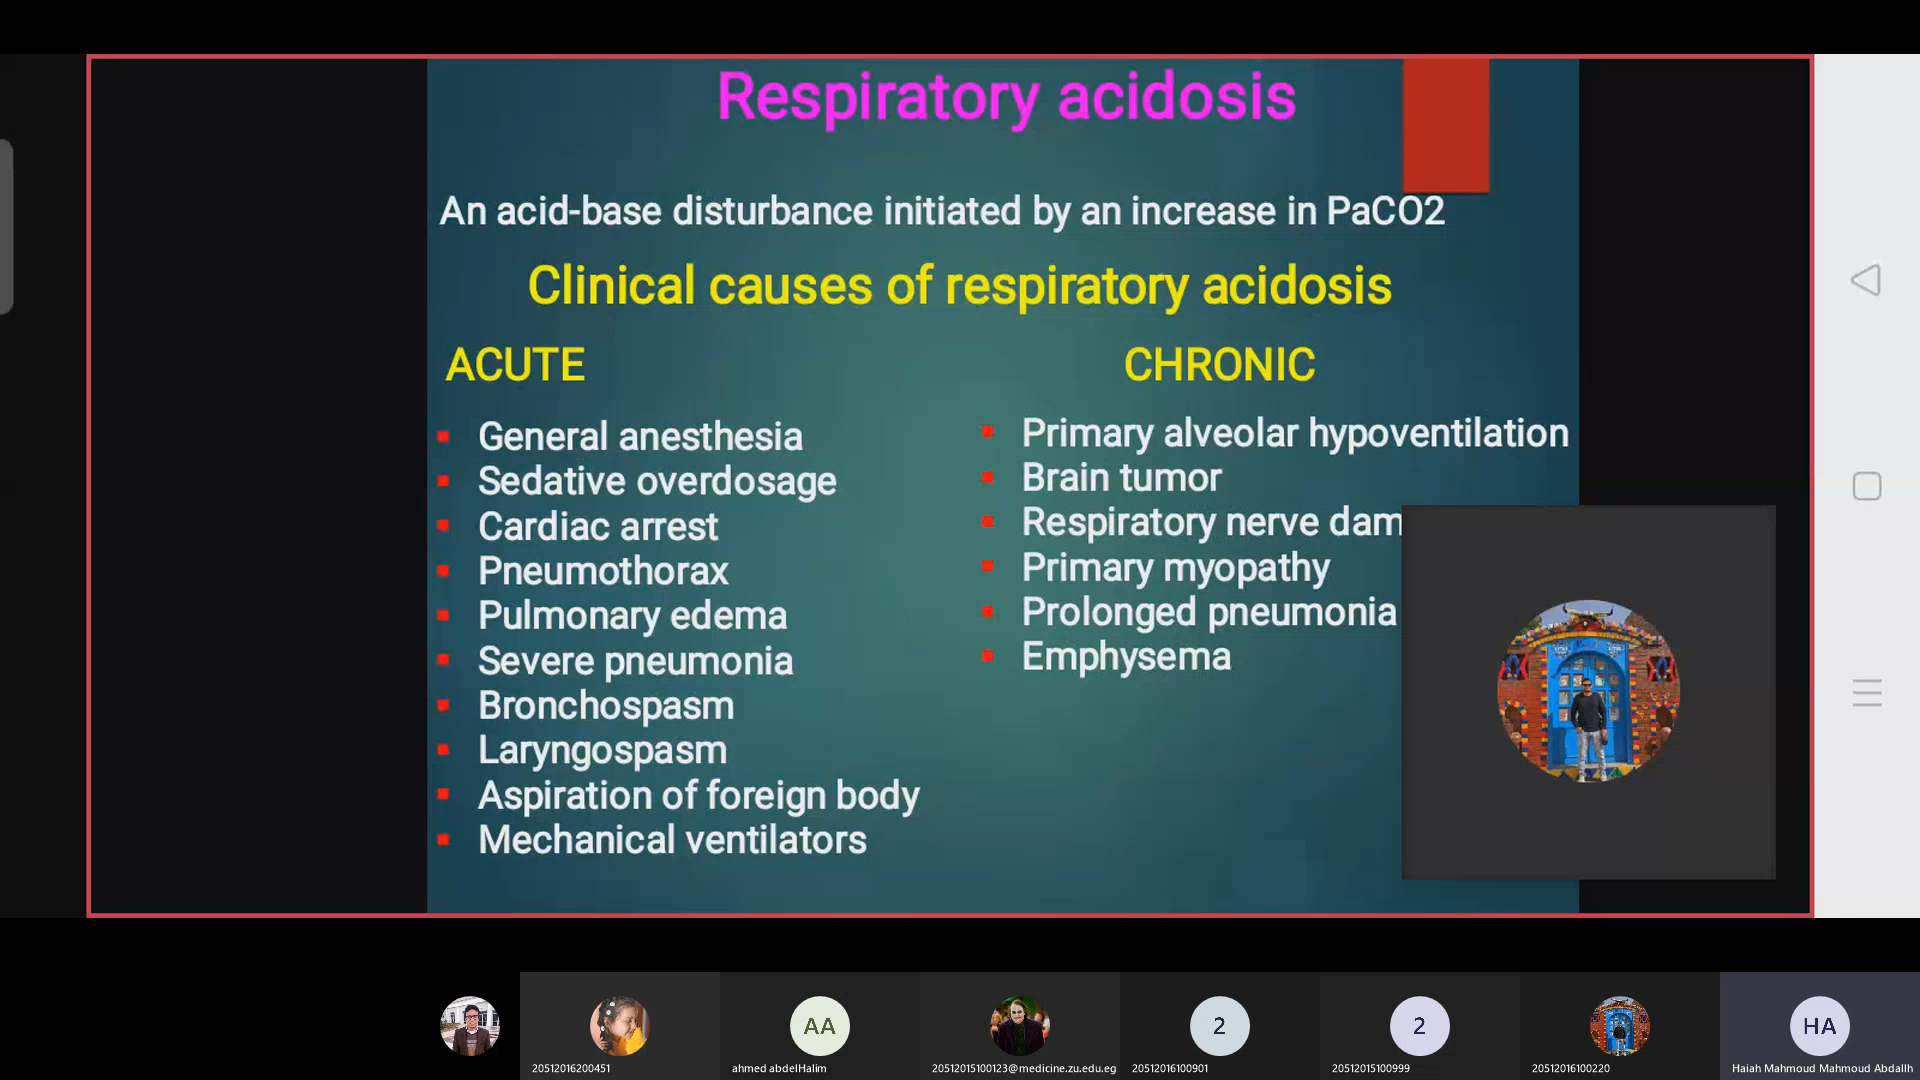 Respiratory acidosis
An acid-base disturbance initiated by an increase in PaCO2
Clinical causes of respiratory acidosis
ACUTE
General anesthesia
Sedative overdosage
Cardiac arrest
Pneumothorax
Pulmonary edema
Severe pneumonia
Bronchospasm
Laryngospasm
Aspiration of foreign body
Mechanical ventilators
CHRONIC
Primary alveolar hypoventilation
Brain tumor
Respiratory nerve dam
Primary myopathy
Prolonged pneumonia
Emphysema
20512016200451
AA
ahmed abdelHalim
20512015100123@medicine.zu.edu.eg
2
20512016100901
2
20512015100999
20512016100220
HA
Haiah Mahmoud Mahmoud Abdallh